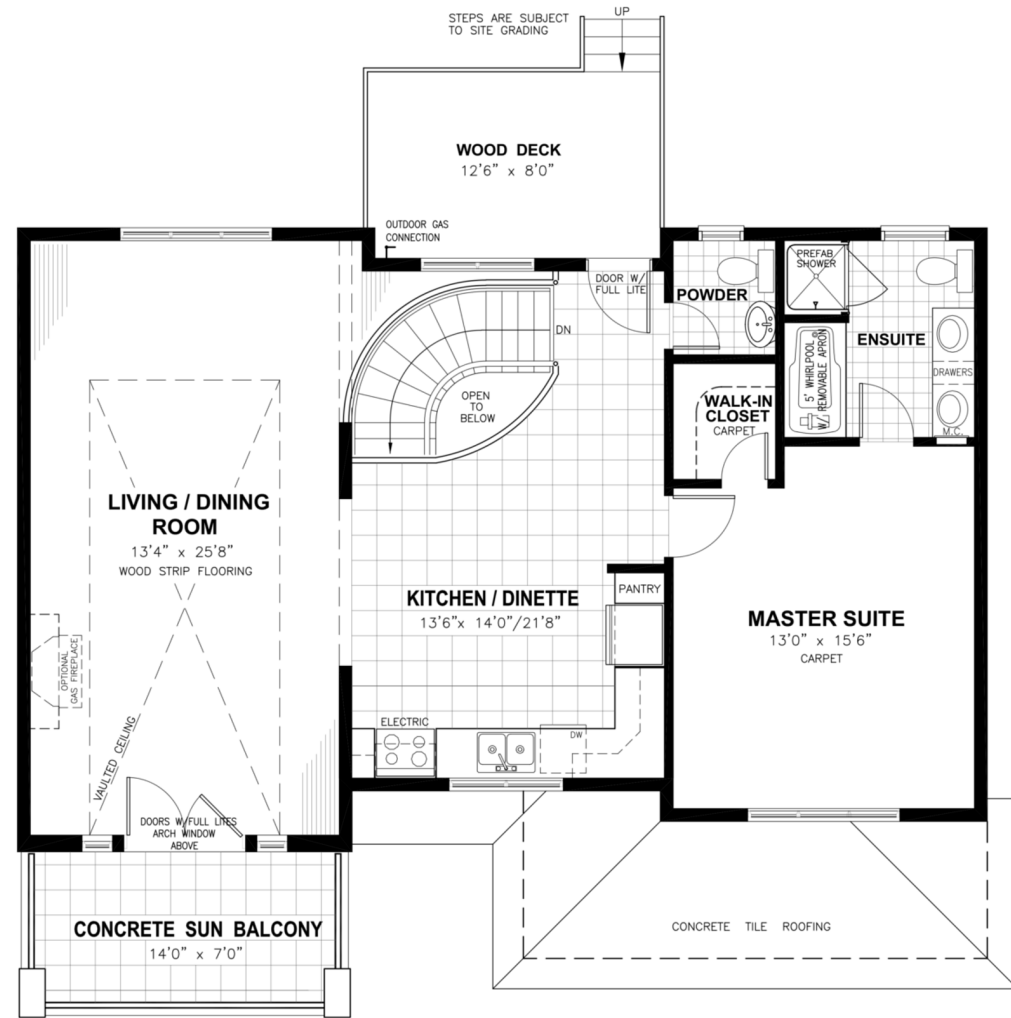 STEPS ARE SUBJECT
TO SITE GRADING
UP
WOOD DECK
12'6" x 8'0"
OUTDOOR GAS
CONNECTION
DOOR W/
FULL LITE
POWDER
PREFAB
SHOWER
ENSUITE
5' WHIRLPOOL
W/ REMOVABLE APRON
DRAWERS
M.C.
DN
OPEN
TO
BELOW
WALK-IN
CLOSET
CARPET
LIVING / DINING
ROOM
13'4" x 25'8"
WOOD STRIP FLOORING
KITCHEN / DINETTE
13'6"x 14'0"/21'8"
PANTRY
MASTER SUITE
13'0" x 15'6"
CARPET
OPTIONAL
GAS FIREPLACE
VAULTED CEILING
ELECTRIC
DW
DOORS W/FULL LITES
ARCH WINDOW
ABOVE
CONCRETE SUN BALCONY
14'0" x 7'0"
CONCRETE TILE ROOFING